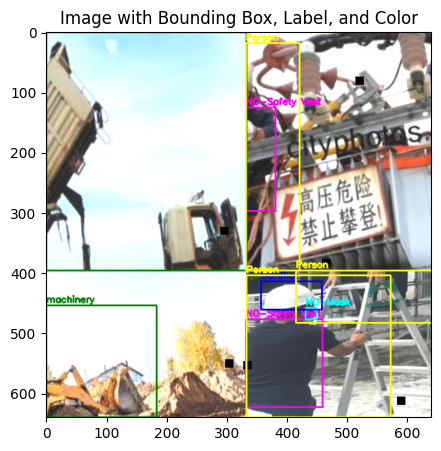 Image with Bounding Box, Label, and Color
Person
NO-Safety Vest
cityphotos.
高压危险
禁止攀登!
Person
Person
NO-Mask
NO-Safety Vest
machinery
0
100
200
300
400
500
600
0
100
200
300
400
500
600